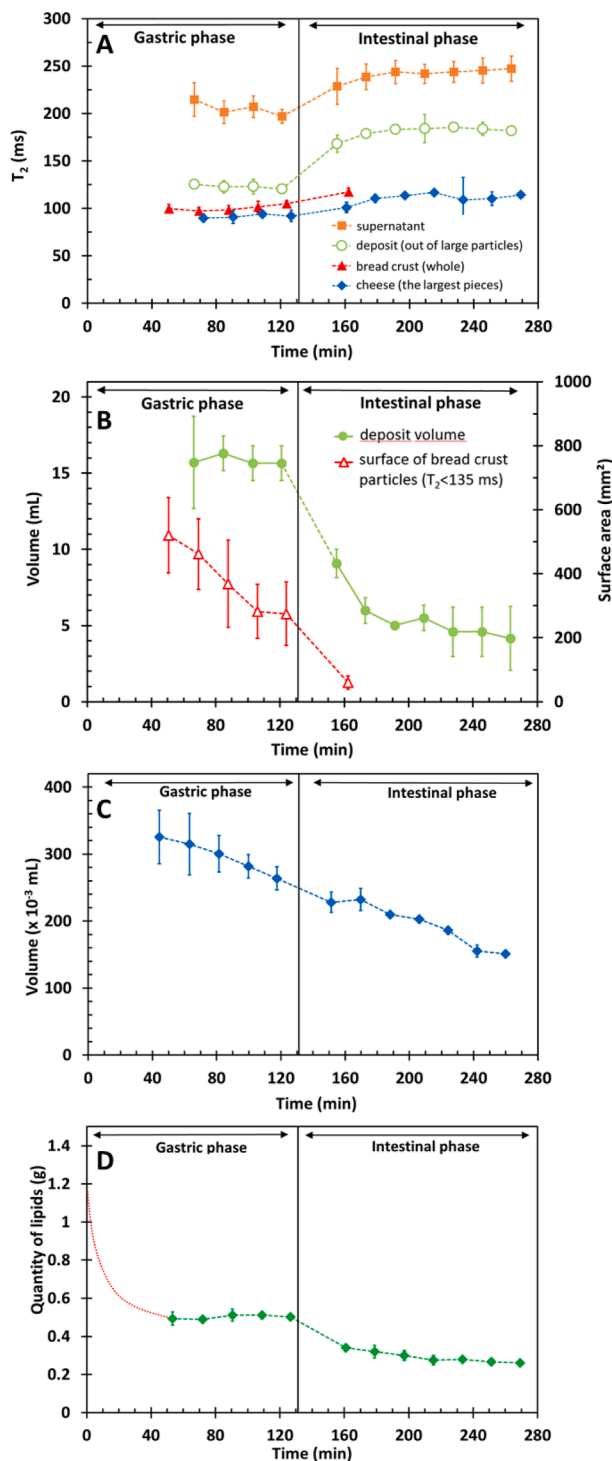 A
Gastric phase
Intestinal phase
300
250
200
150
100
50
0
T2 (ms)
supernatant
deposit (out of large particles)
bread crust (whole)
cheese (the largest pieces)
0 40 80 120 160 200 240 280
Time (min)
B
Gastric phase
Intestinal phase
20
15
10
5
0
Volume (mL)
1000
800
600
400
200
0
Surface area (mm²)
deposit volume
surface of bread crust
particles (T2<135 ms)
0 40 80 120 160 200 240 280
Time (min)
C
Gastric phase
Intestinal phase
400
300
200
100
0
Volume (x 10⁻³ mL)
0 40 80 120 160 200 240 280
Time (min)
D
Gastric phase
Intestinal phase
1.4
1.2
1
0.8
0.6
0.4
0.2
0
Quantity of lipids (g)
0 40 80 120 160 200 240 280
Time (min)